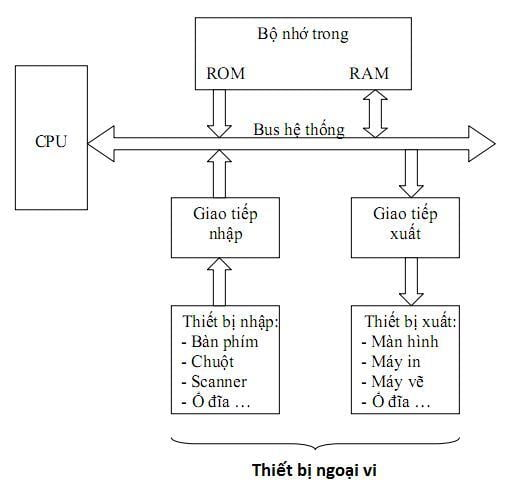 Bộ nhớ trong
ROM RAM
CPU
Bus hệ thống
Giao tiếp
nhập
Giao tiếp
xuất
Thiết bị nhập:
- Bàn phím
- Chuột
- Scanner
- Ổ đĩa ...
Thiết bị xuất:
- Màn hình
- Máy in
- Máy vẽ
- Ổ đĩa ...
Thiết bị ngoại vi